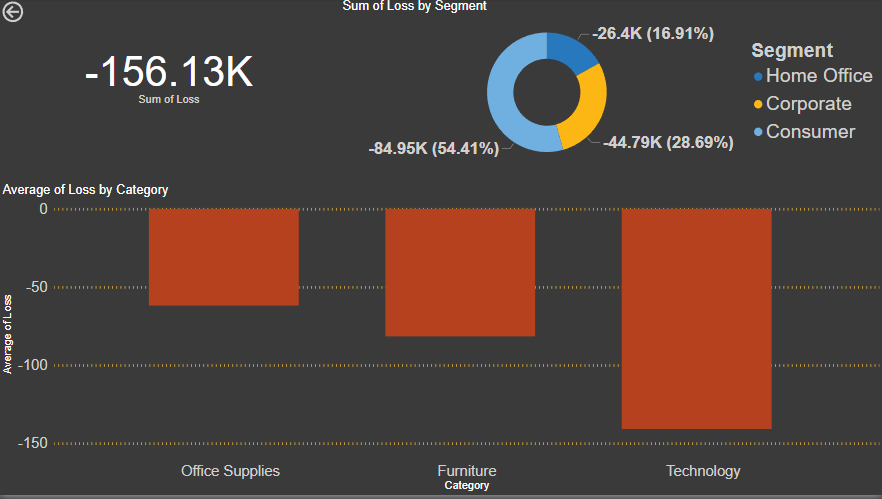 Sum of Loss by Segment
-156.13K
Sum of Loss
-26.4K (16.91%)
-44.79K (28.69%)
-84.95K (54.41%)
Segment
Home Office
Corporate
Consumer
Average of Loss by Category
Average of Loss
0
-50
-100
-150
Office Supplies
Furniture
Technology
Category